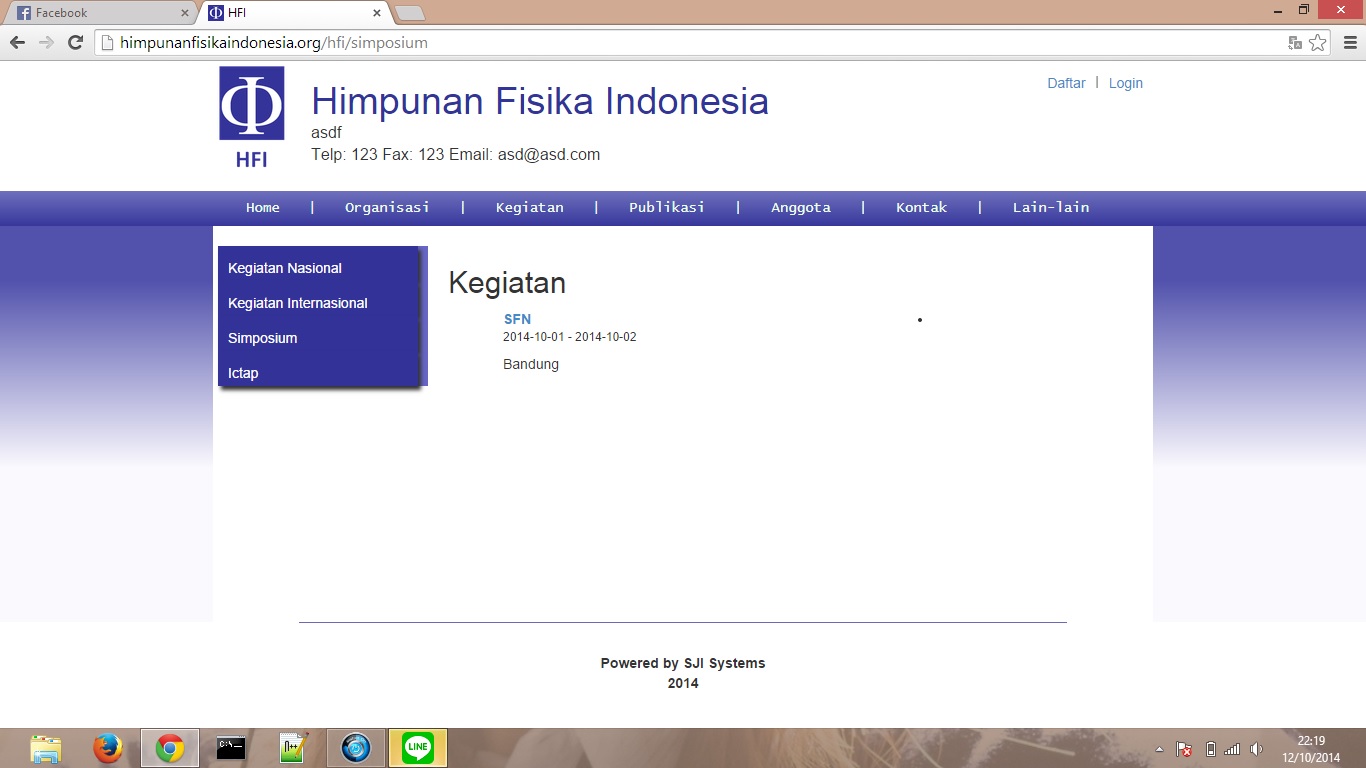 Facebook
HFI
himpunanfisikaindonesia.org/hfi/simposium
Daftar | Login
HFI
Himpunan Fisika Indonesia
asdf
Telp: 123 Fax: 123 Email: asd@asd.com
Home | Organisasi | Kegiatan | Publikasi | Anggota | Kontak | Lain-lain
Kegiatan Nasional
Kegiatan Internasional
Simposium
Ictap
Kegiatan
SFN
2014-10-01 - 2014-10-02
Bandung
Powered by SJI Systems
2014
C:\_
LINE
22:19
12/10/2014